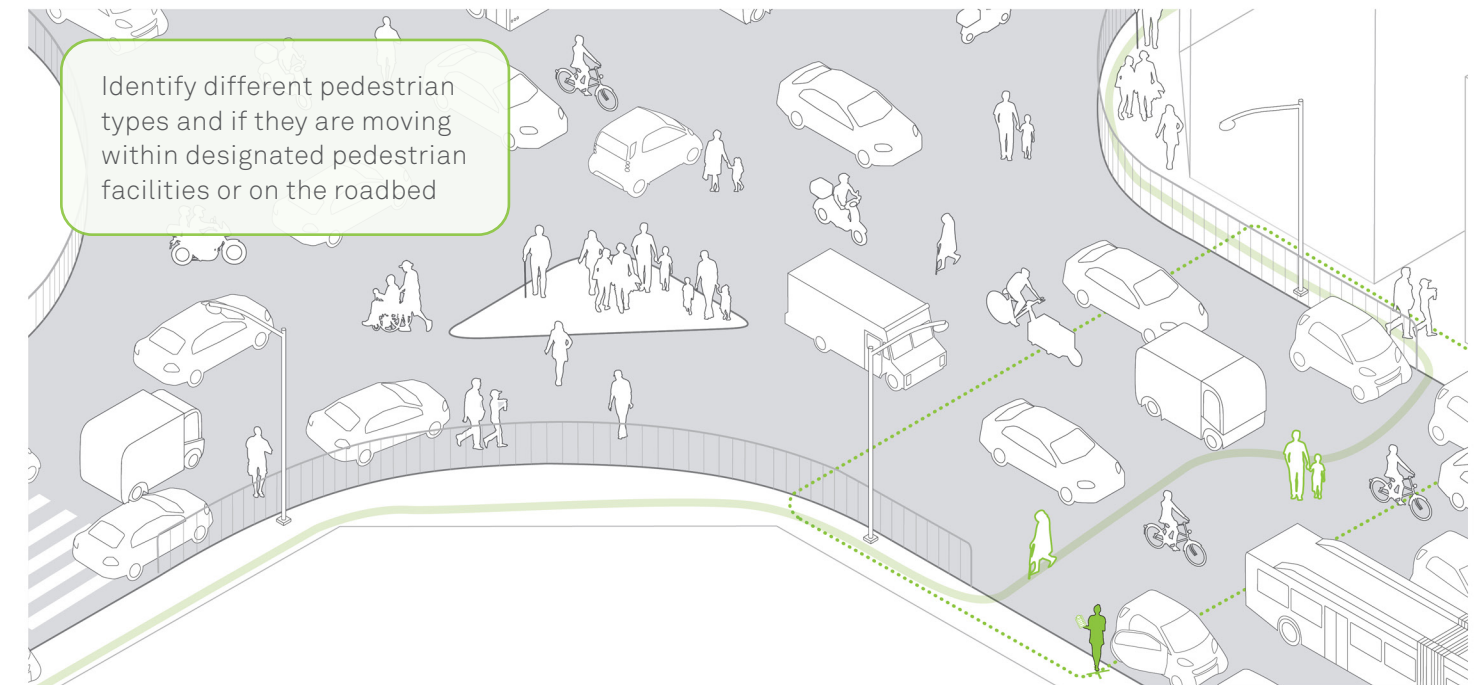 Identify different pedestrian
types and if they are moving
within designated pedestrian
facilities or on the roadbed